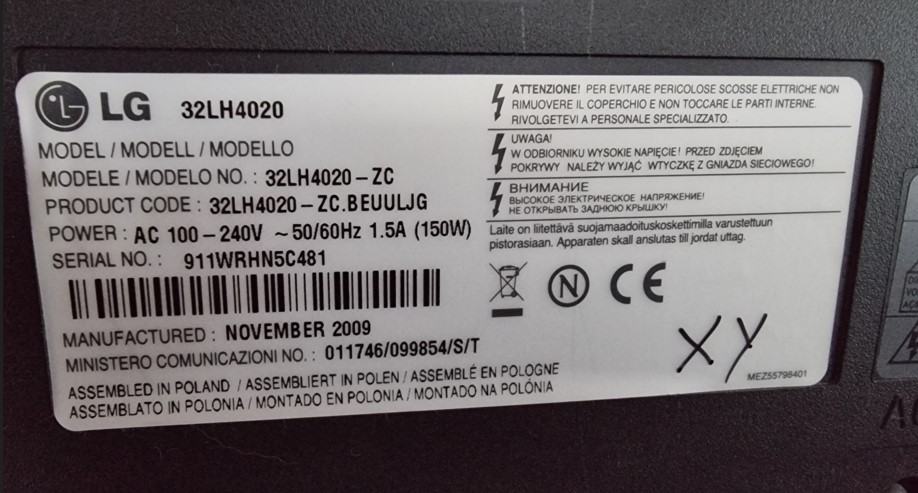 LG 32LH4020
MODEL / MODELL / MODELLO
MODELE / MODELO NO. : 32LH4020-ZC
PRODUCT CODE : 32LH4020-ZC.BEUULJG
POWER : AC 100-240V ~50/60Hz 1.5A (150W)
SERIAL NO. : 911WRHN5C481
MANUFACTURED : NOVEMBER 2009
MINISTERO COMUNICAZIONI NO. : 011746/099854/S/T
ASSEMBLED IN POLAND / ASSEMBLIERT IN POLEN / ASSEMBLÉ EN POLOGNE
ASSEMBLATO IN POLONIA / MONTADO EN POLONIA / MONTADO NA POLÓNIA
ATTENZIONE! PER EVITARE PERICOLOSE SCOSSE ELETTRICHE NON
RIMUOVERE IL COPERCHIO E NON TOCCARE LE PARTI INTERNE.
RIVOLGETEVI A PERSONALE SPECIALIZZATO.
UWAGA!
W ODBIORNIKU WYSOKIE NAPIĘCIE! PRZED ZDJĘCIEM
POKRYWY NALEŻY WYJĄĆ WTYCZKĘ Z GNIAZDA SIECIOWEGO!
ВНИМАНИЕ
ВЫСОКОЕ ЭЛЕКТРИЧЕСКОЕ НАПРЯЖЕНИЕ!
НЕ ОТКРЫВАТЬ ЗАДНЮЮ КРЫШКУ!
Laite on liitettävä suojamaadoituskoskettimilla varustettuun
pistorasiaan. Apparaten skall anslutas till jordat uttag.
N CE
XY
MEZ55798401